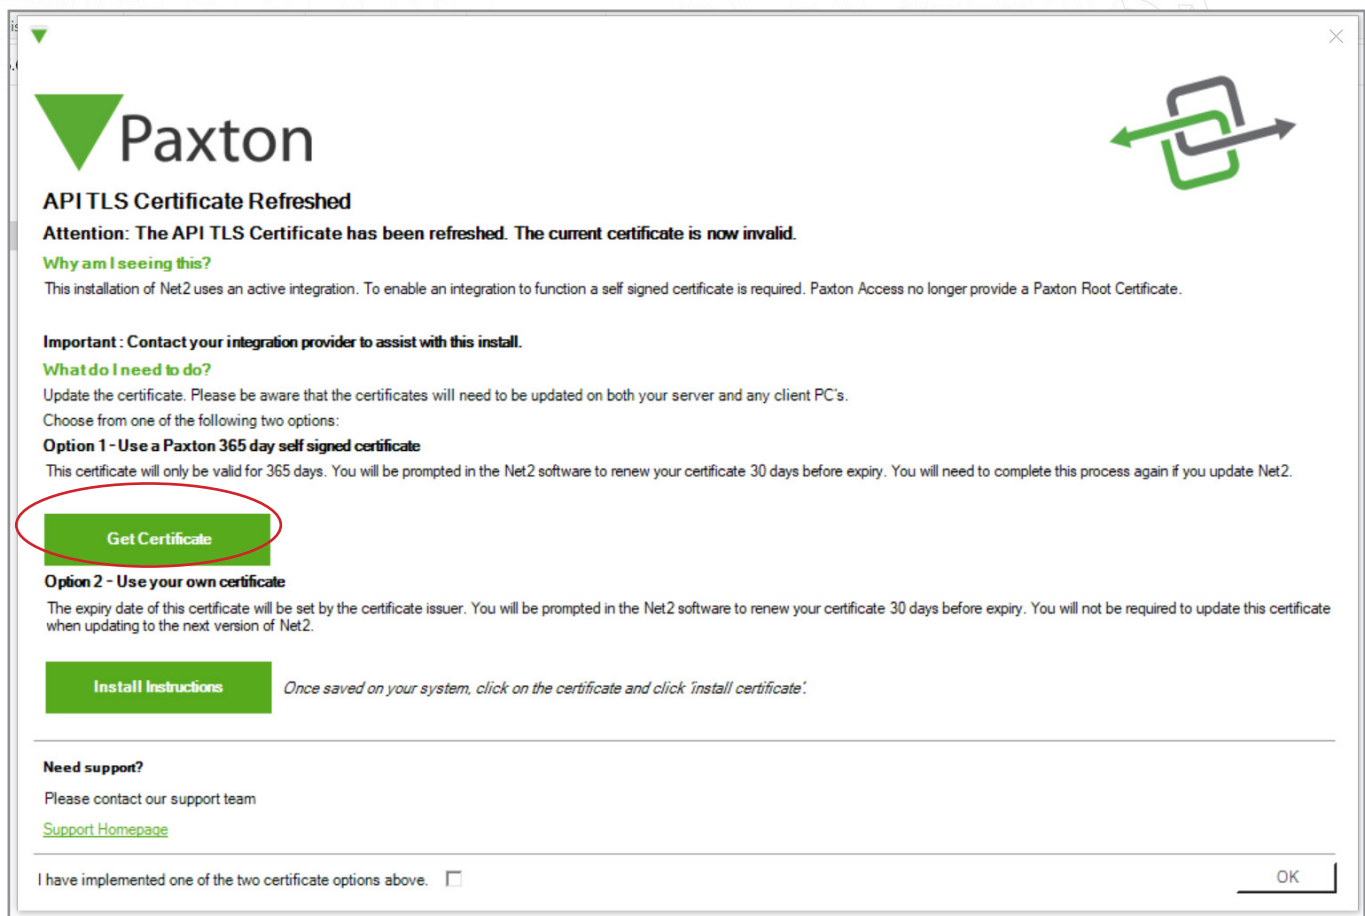 Paxton
API TLS Certificate Refreshed
Attention: The API TLS Certificate has been refreshed. The current certificate is now invalid.
Why am I seeing this?
This installation of Net2 uses an active integration. To enable an integration to function a self signed certificate is required. Paxton Access no longer provide a Paxton Root Certificate.
Important : Contact your integration provider to assist with this install.
What do I need to do?
Update the certificate. Please be aware that the certificates will need to be updated on both your server and any client PC's.
Choose from one of the following two options:
Option 1 - Use a Paxton 365 day self signed certificate
This certificate will only be valid for 365 days. You will be prompted in the Net2 software to renew your certificate 30 days before expiry. You will need to complete this process again if you update Net2.
Get Certificate
Option 2 - Use your own certificate
The expiry date of this certificate will be set by the certificate issuer. You will be prompted in the Net2 software to renew your certificate 30 days before expiry. You will not be required to update this certificate
when updating to the next version of Net2.
Install Instructions
Once saved on your system, click on the certificate and click 'install certificate'.
Need support?
Please contact our support team
Support Homepage
I have implemented one of the two certificate options above.
OK